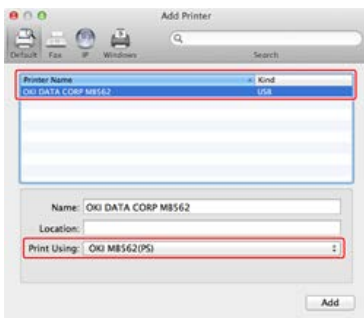 Add Printer
Default Fax IP Windows Search
Printer Name Kind
OKI DATA CORP MB562 USB
Name: OKI DATA CORP MB562
Location:
Print Using: OKI MB562(PS)
Add